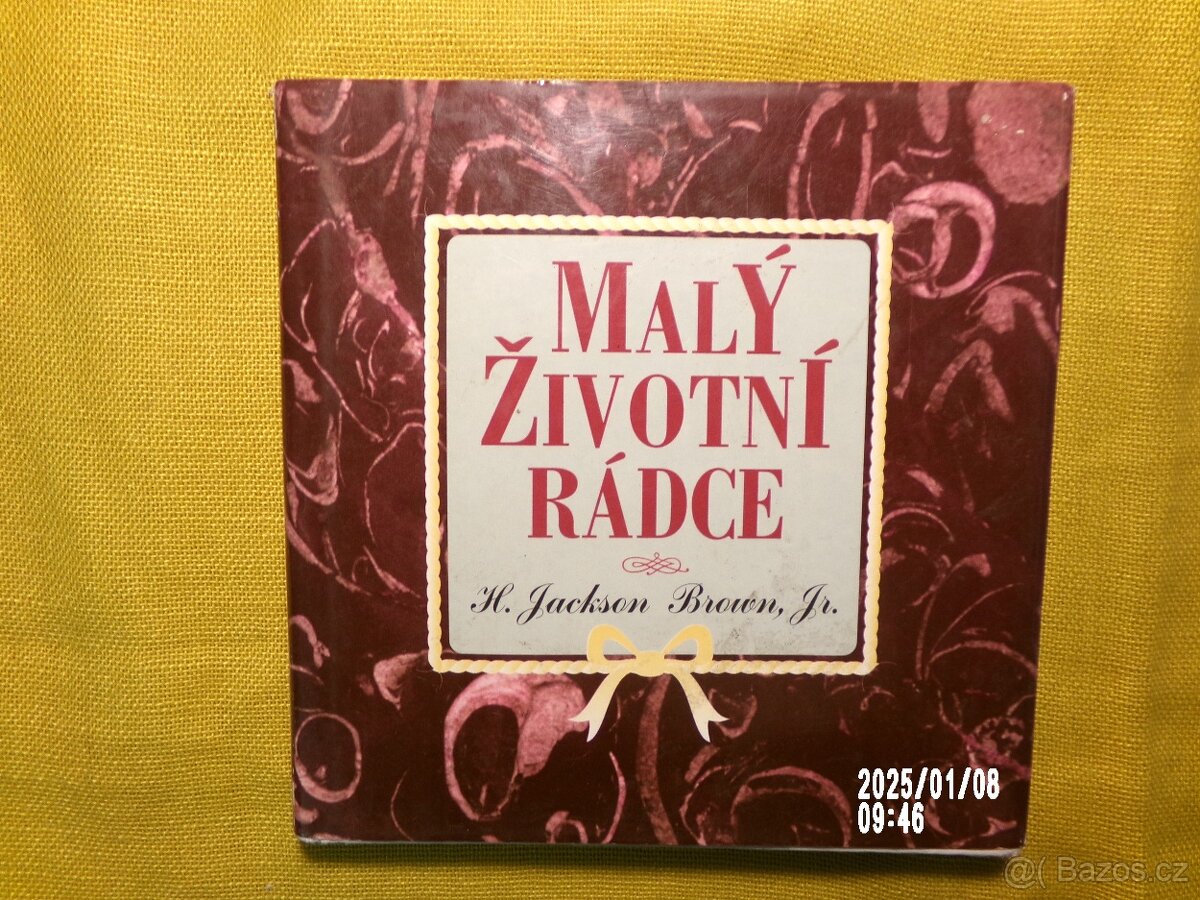 MALÝ
ŽIVOTNÍ
RÁDCE
H. Jackson Brown, Jr.
2025/01/08
09:46
@( Bazos.cz